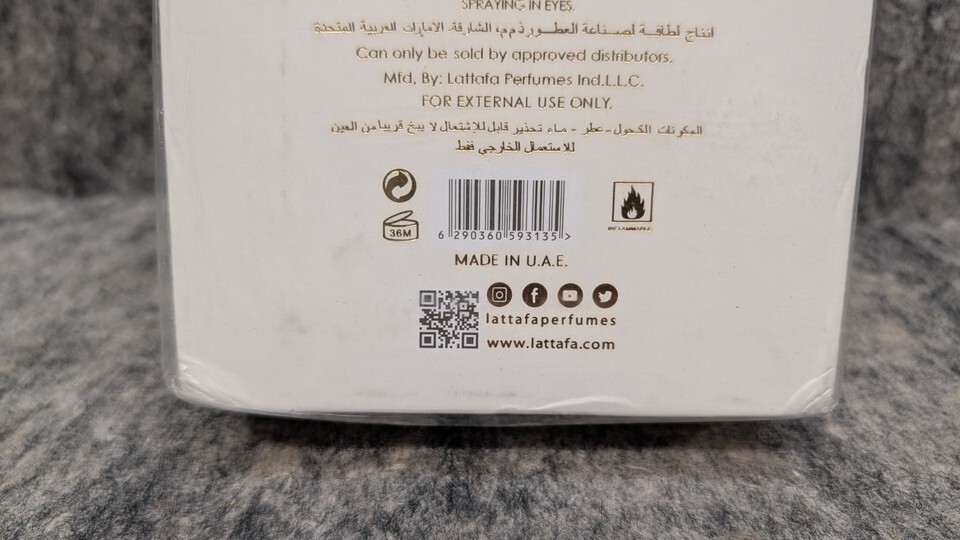 SPRAYING IN EYES.
انتاج لطافة لصناعة العطور ذ.م.م، الشارقة، الامارات العربية المتحدة
Can only be sold by approved distributors.
Mfd, By: Lattafa Perfumes Ind.L.L.C.
FOR EXTERNAL USE ONLY.
المكونات الكحول-عطر - ماء تحذير قابل للإشتعال لا يبخ قريبا من العين
للاستعمال الخارجي فقط
36M
6 290360 593135 >
INFLAMMABLE
MADE IN U.A.E.
lattafaperfumes
www.lattafa.com